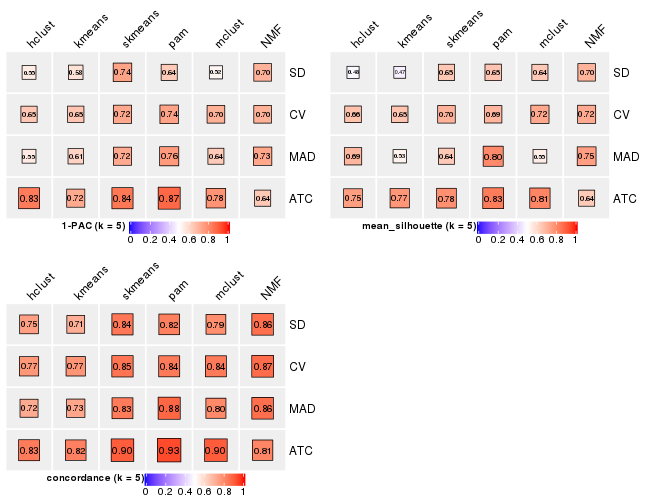 hclust kmeans skmeans pam mclust NMF
0.55 0.58 0.74 0.64 0.52 0.70 SD
0.65 0.65 0.72 0.74 0.70 0.70 CV
0.61 0.72 0.76 0.64 0.73 MAD
0.83 0.72 0.84 0.87 0.78 0.64 ATC
1-PAC (k = 5)
0 0.2 0.4 0.6 0.8 1
hclust kmeans skmeans pam mclust NMF
0.48 0.47 0.65 0.65 0.64 0.70 SD
0.66 0.65 0.70 0.69 0.72 0.72 CV
0.69 0.53 0.64 0.80 0.75 MAD
0.75 0.77 0.78 0.83 0.81 0.64 ATC
mean_silhouette (k = 5)
0 0.2 0.4 0.6 0.8 1
hclust kmeans skmeans pam mclust NMF
0.75 0.71 0.84 0.82 0.79 0.86 SD
0.77 0.77 0.85 0.84 0.84 0.87 CV
0.72 0.73 0.83 0.88 0.80 0.86 MAD
0.83 0.82 0.90 0.93 0.90 0.81 ATC
concordance (k = 5)
0 0.2 0.4 0.6 0.8 1